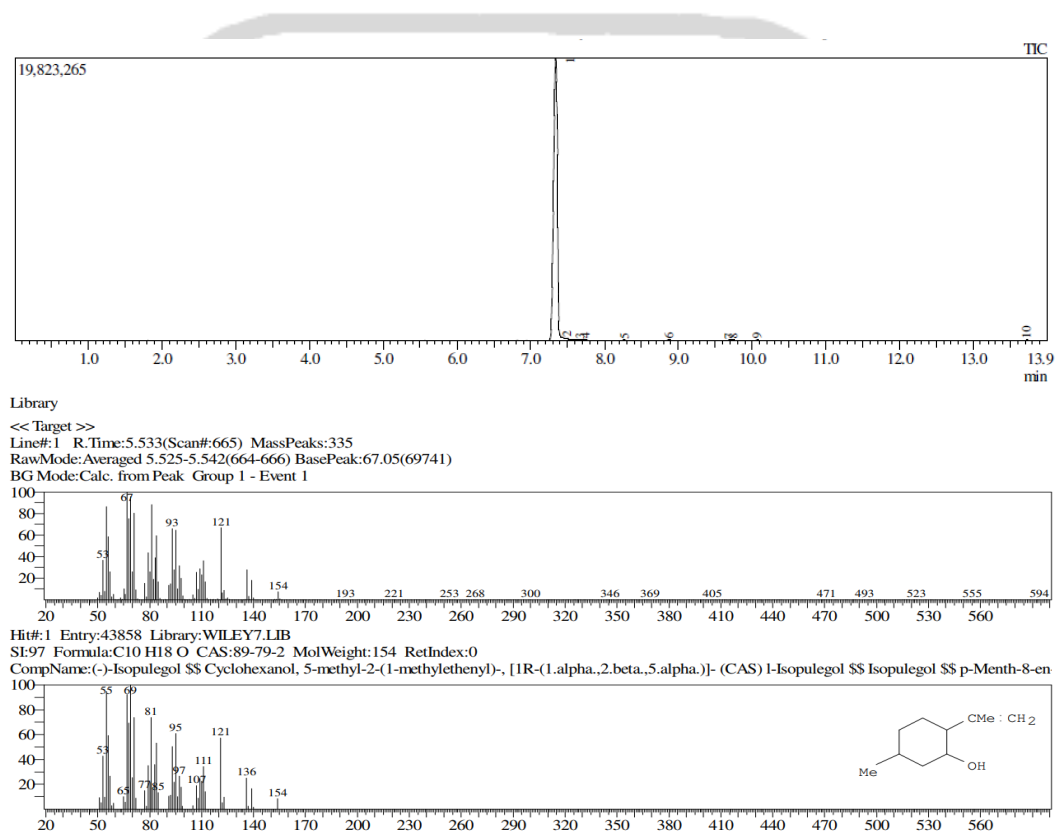 TIC
19,823,265
1
2
3
4
5
6
7
8
9
10
1.0 2.0 3.0 4.0 5.0 6.0 7.0 8.0 9.0 10.0 11.0 12.0 13.0 13.9
min
Library
<< Target >>
Line#:1 R.Time:5.533(Scan#:665) MassPeaks:335
RawMode:Averaged 5.525-5.542(664-666) BasePeak:67.05(69741)
BG Mode:Calc. from Peak Group 1 - Event 1
100
80
60
40
20
67
93
121
53
154 193 221 253 268 300 346 369 405 471 493 523 555 594
20 50 80 110 140 170 200 230 260 290 320 350 380 410 440 470 500 530 560
Hit#:1 Entry:43858 Library:WILEY7.LIB
SI:97 Formula:C10 H18 O CAS:89-79-2 MolWeight:154 RetIndex:0
CompName:(-)-Isopulegol $$ Cyclohexanol, 5-methyl-2-(1-methylethenyl)-, [1R-(1.alpha.,2.beta.,5.alpha.)]- (CAS) l-Isopulegol $$ Isopulegol $$ p-Menth-8-en-
100
80
60
40
20
55 69
81
95
121
53
111
97
107
136
65 77 85
154
CMe:CH2
OH
Me
20 50 80 110 140 170 200 230 260 290 320 350 380 410 440 470 500 530 560